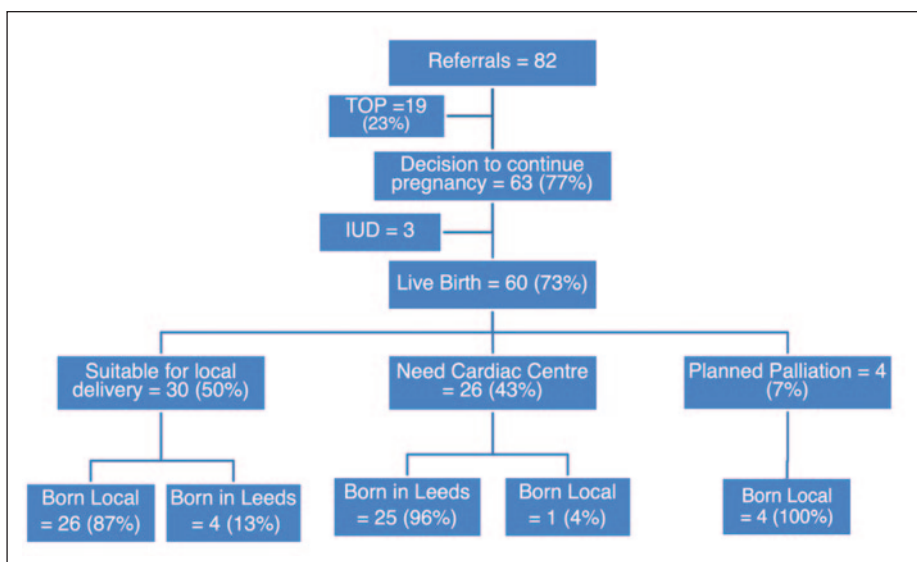 Referrals = 82
TOP =19
(23%)
Decision to continue
pregnancy = 63 (77%)
IUD = 3
Live Birth = 60 (73%)
Suitable for local
delivery = 30 (50%)
Need Cardiac Centre
= 26 (43%)
Planned Palliation = 4
(7%)
Born Local
= 26 (87%)
Born in Leeds
= 4 (13%)
Born in Leeds
= 25 (96%)
Born Local
= 1 (4%)
Born Local
= 4 (100%)